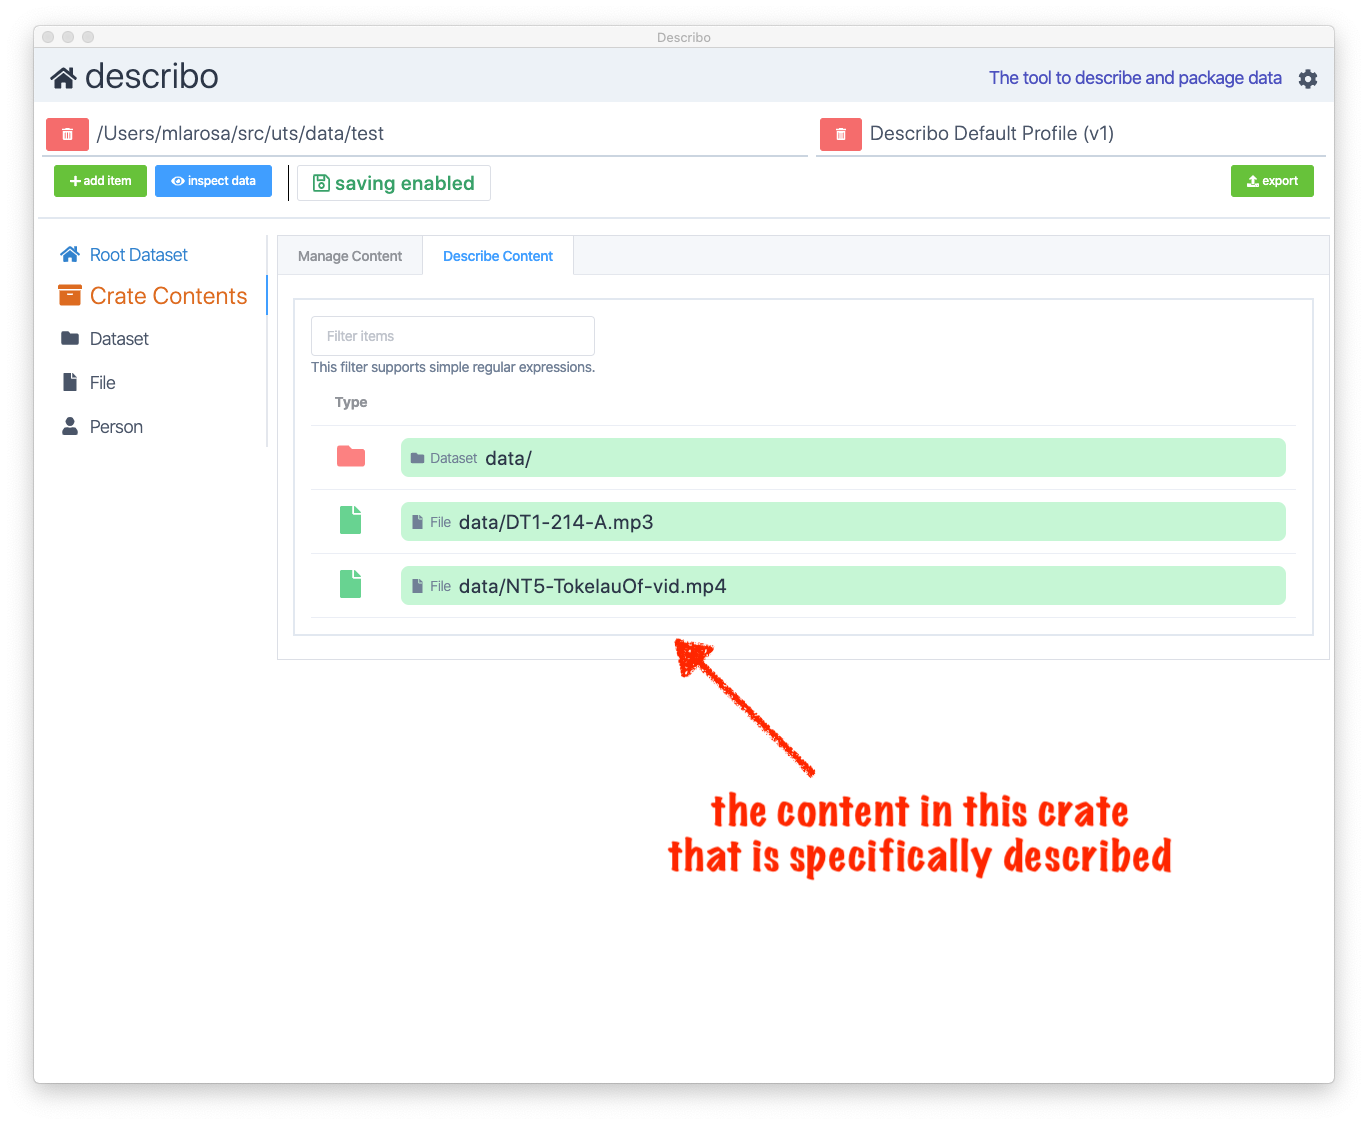 Describo
describo
The tool to describe and package data
/Users/mlarosa/src/uts/data/test
Describo Default Profile (v1)
add item
inspect data
saving enabled
export
Root Dataset
Crate Contents
Dataset
File
Person
Manage Content
Describe Content
Filter items
This filter supports simple regular expressions.
Type
Dataset data/
File data/DT1-214-A.mp3
File data/NT5-TokelauOf-vid.mp4
the content in this crate
that is specifically described